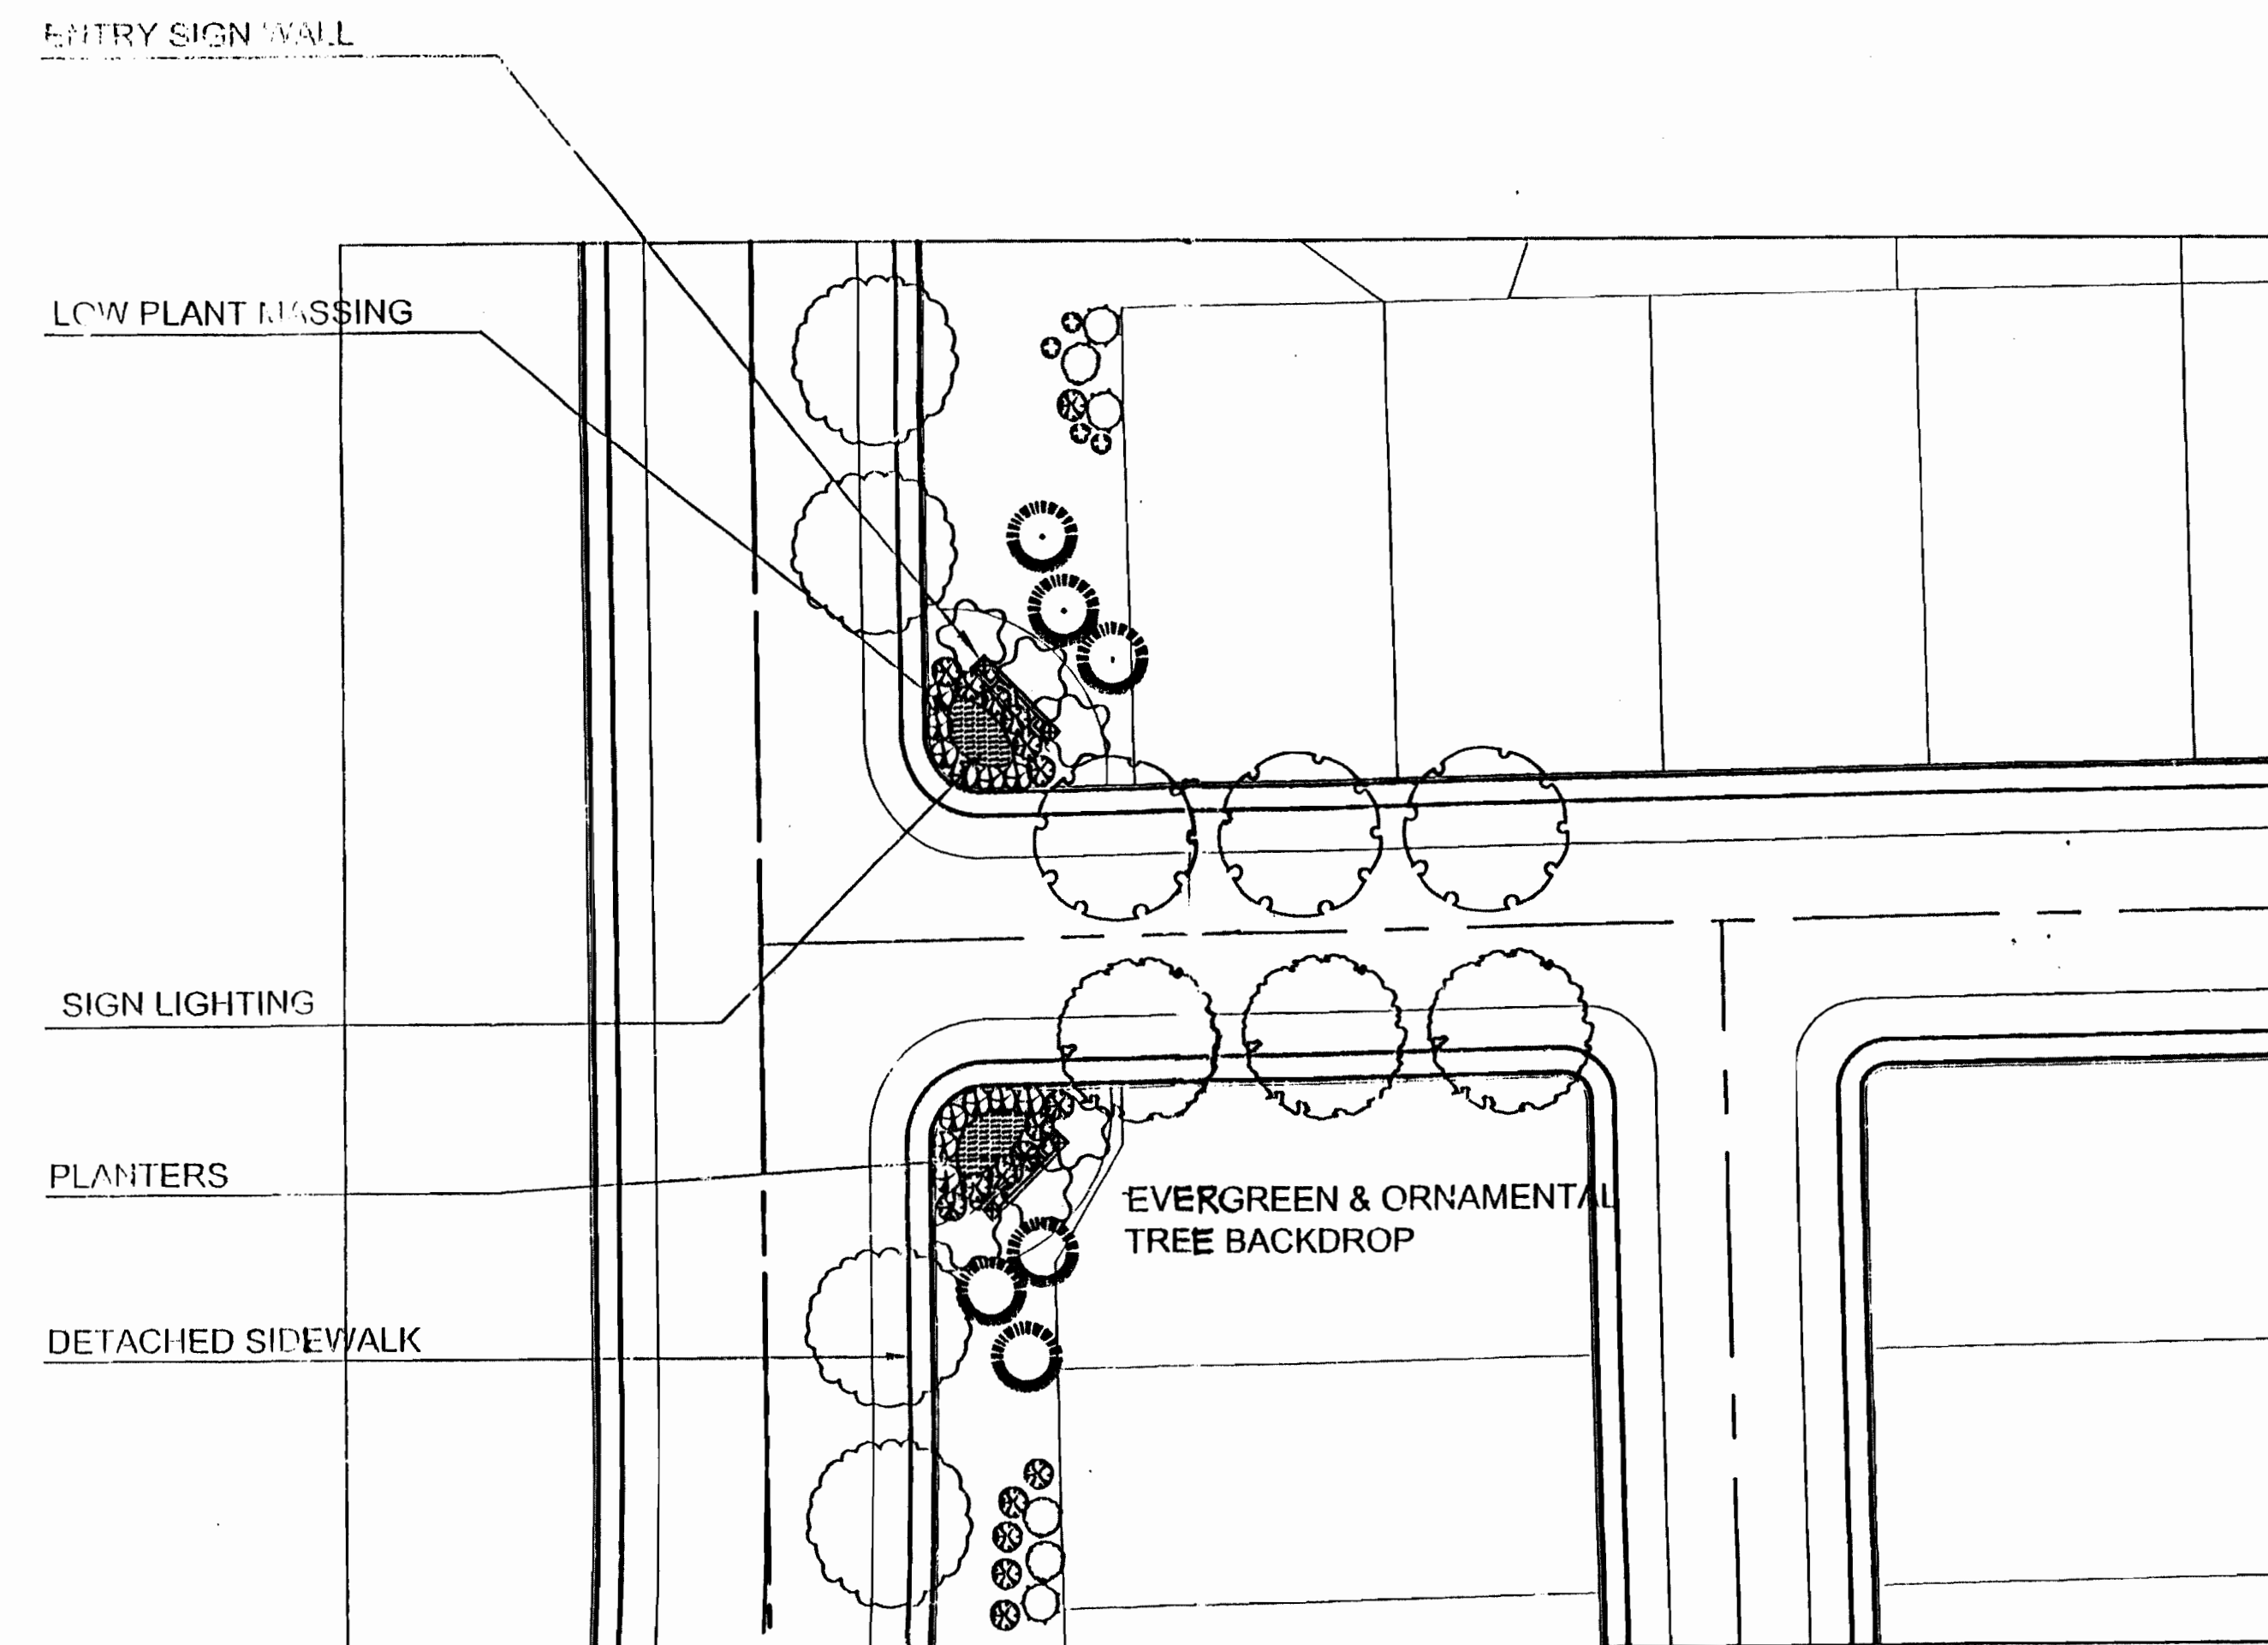 ENTRY SIGN WALL
LOW PLANT MASSING
SIGN LIGHTING
PLANTERS
EVERGREEN & ORNAMENTAL
TREE BACKDROP
DETACHED SIDEWALK